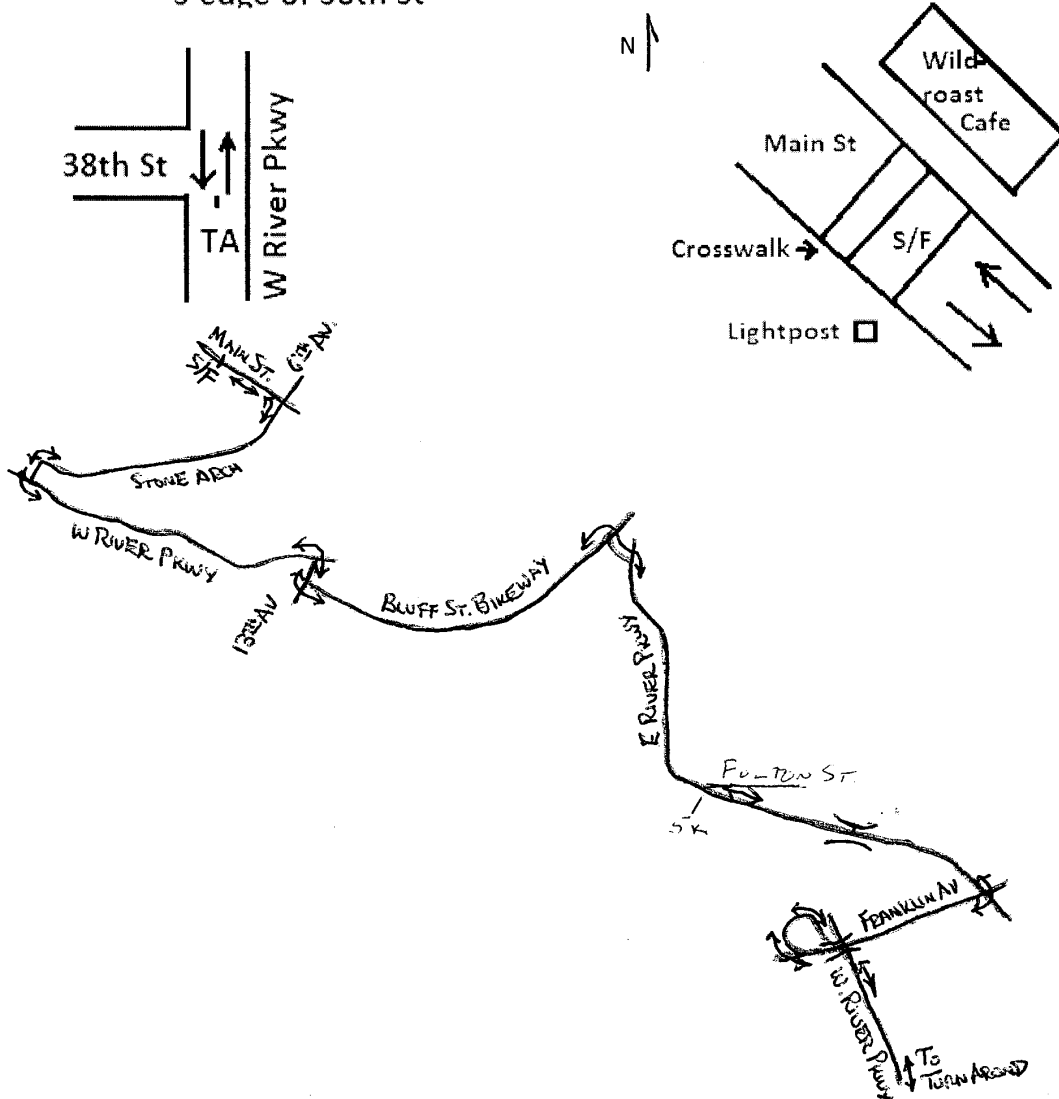 s edge of 38th St
N
Wild-
roast
Cafe
Main St
38th St
W River Pkwy
TA
Crosswalk
S/F
Lightpost
MAIN ST.
6TH AV.
S/F
STONE ARCH
W RIVER PKWY
13TH AV
BLUFF ST. BIKEWAY
E RIVER PKWY
FULTON ST.
5K
FRANKLIN AV
W. RIVER PKWY
TO
TURN AROUND